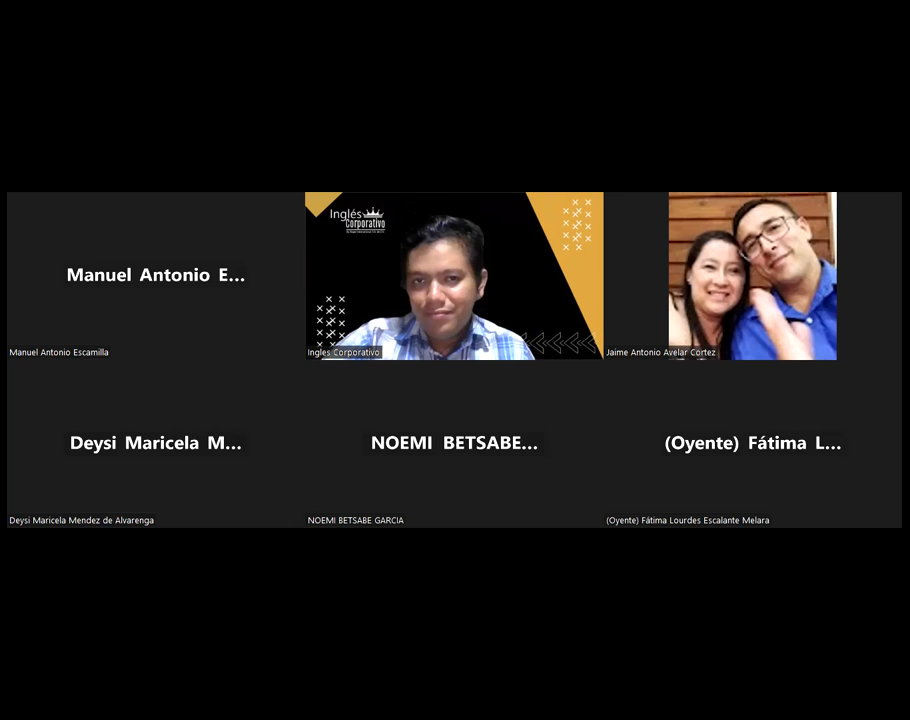 Manuel Antonio E...
Manuel Antonio Escamilla
Inglés
Corporativo
Ingles Corporativo
Jaime Antonio Avelar Cortez
Deysi Maricela M...
Deysi Maricela Mendez de Alvarenga
NOEMI BETSABE...
NOEMI BETSABE GARCIA
(Oyente) Fátima L...
(Oyente) Fátima Lourdes Escalante Melara